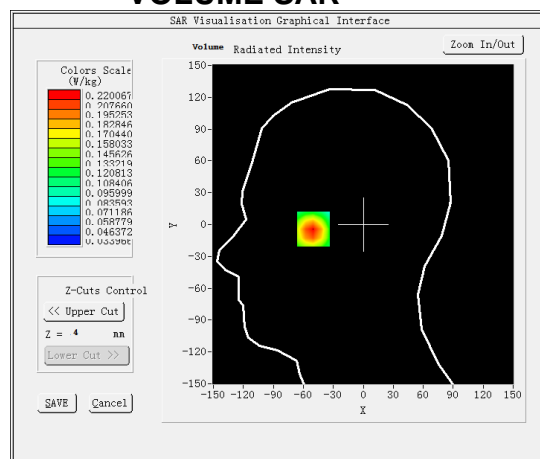 VOLUME SAR
SAR Visualisation Graphical Interface
Volume Radiated Intensity
Zoom In/Out
Colors Scale
(W/kg)
0.220067
0.207660
0.195253
0.182846
0.170440
0.158033
0.145626
0.133219
0.120813
0.108406
0.095999
0.083593
0.071186
0.058779
0.046372
0.033966
Z-Cuts Control
<< Upper Cut
Z = 4 mm
Lower Cut >>
SAVE Cancel
150-
120-
90-
60-
30-
Y 0-
-30-
-60-
-90-
-120-
-150-
-150 -120 -90 -60 -30 0 30 60 90 120 150
X